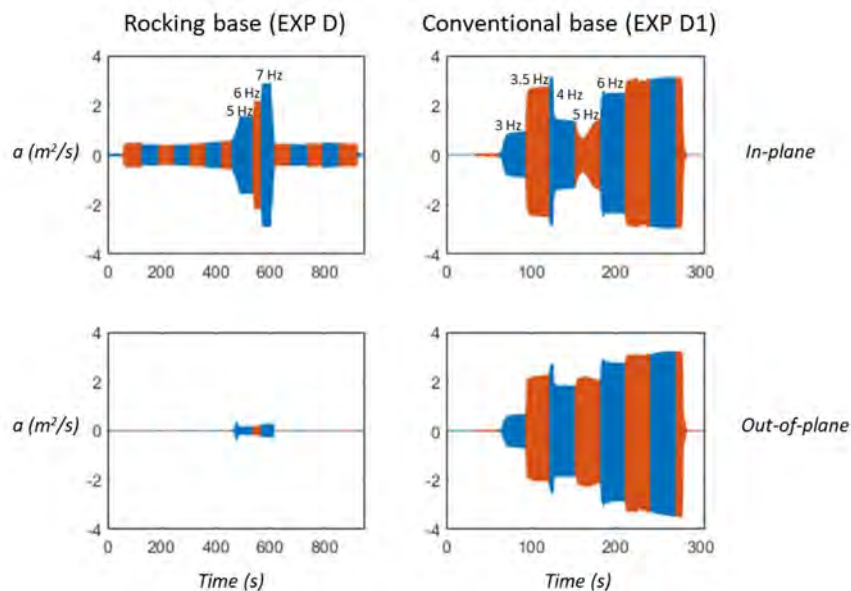 Rocking base (EXP D)
Conventional base (EXP D1)
4
2
0
-2
-4
a (m²/s)
5 Hz
6 Hz
7 Hz
0 200 400 600 800
4
2
0
-2
-4
3 Hz
3.5 Hz
4 Hz
5 Hz
6 Hz
0 100 200 300
In-plane
4
2
0
-2
-4
a (m²/s)
0 200 400 600 800
Time (s)
4
2
0
-2
-4
0 100 200 300
Time (s)
Out-of-plane